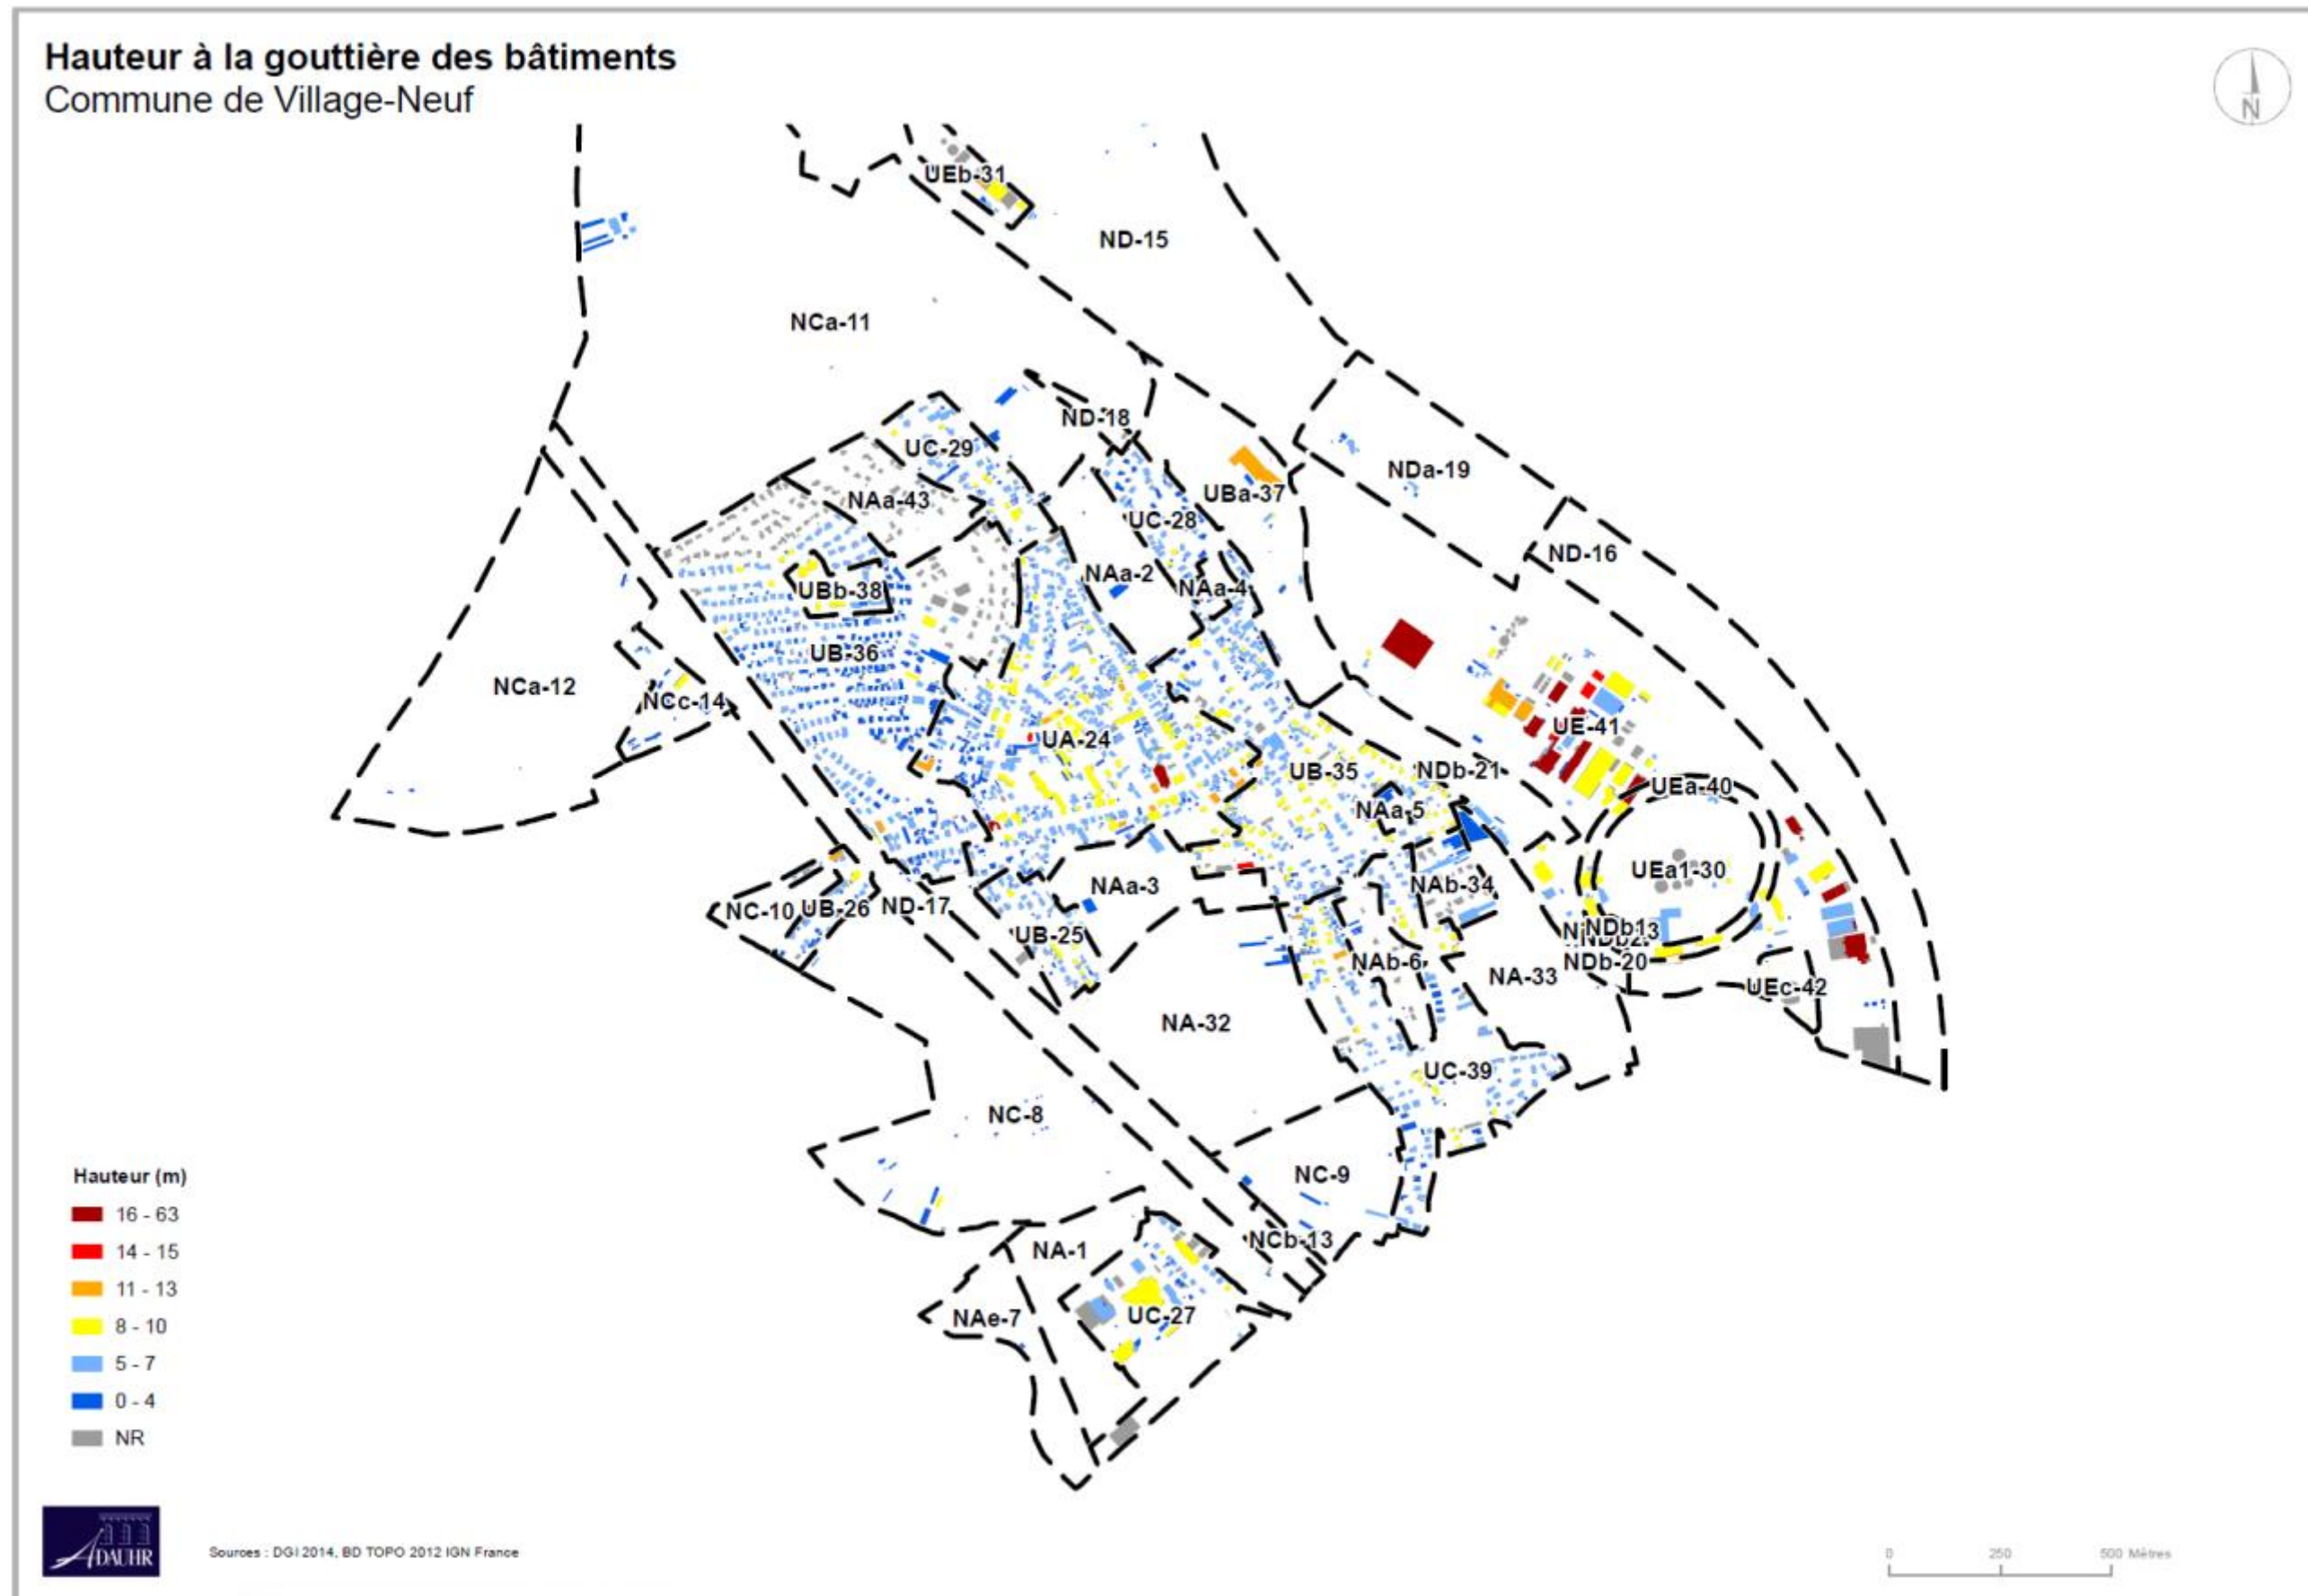 Hauteur à la gouttière des bâtiments
Commune de Village-Neuf
N
UEb-31
ND-15
NCa-11
ND-18
UC-29
NDa-19
UBa-37
NAa-43
UC-28
ND-16
NAa-2
NAa-4
UBb-38
UB-36
NCa-12
NCc-14
UE-41
UA-24
UB-35
NDb-21
UEa-40
NAa-5
UEa1-30
NAa-3
NAb-34
NC-10
UB-26
ND-17
NDb13
UB-25
NAb-6
NDb-20
NA-33
UEc-42
NA-32
UC-39
NC-8
NC-9
NCb-13
NA-1
NAe-7
UC-27
Hauteur (m)
16 - 63
14 - 15
11 - 13
8 - 10
5 - 7
0 - 4
NR
ADAUHR
Sources : DGI 2014, BD TOPO 2012 IGN France
0 250 500 Mètres